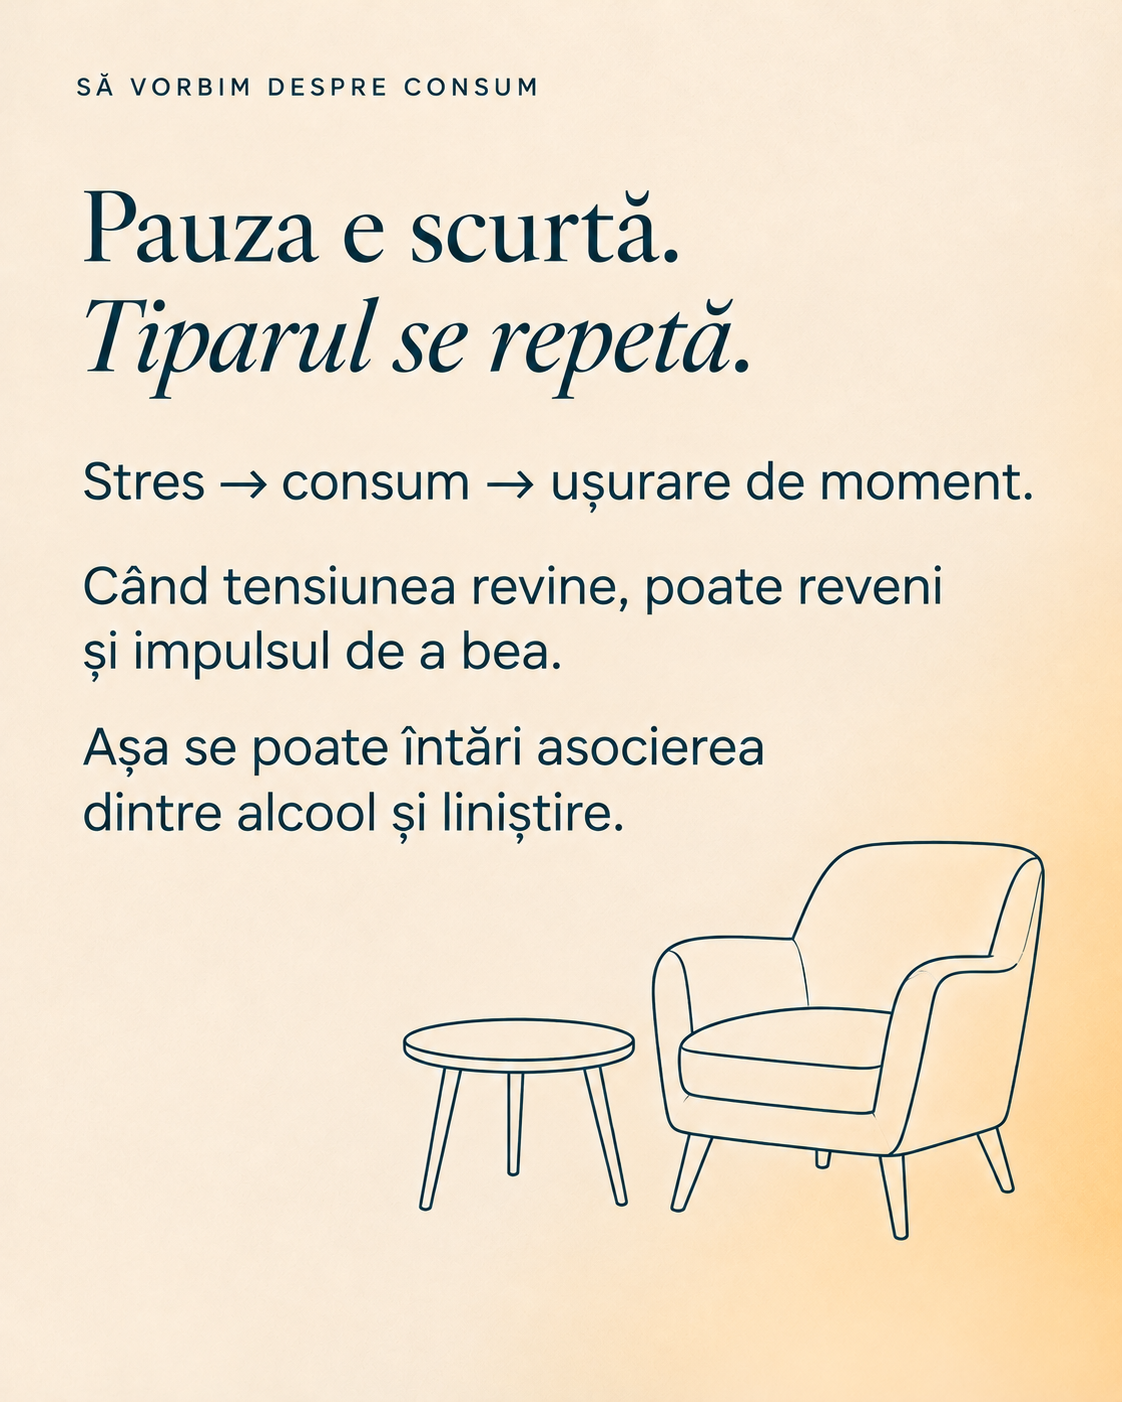 SĂ VORBIM DESPRE CONSUM
Pauza e scurtă.
Tiparul se repetă.
Stres → consum → ușurare de moment.
Când tensiunea revine, poate reveni
și impulsul de a bea.
Așa se poate întări asocierea
dintre alcool și liniștire.